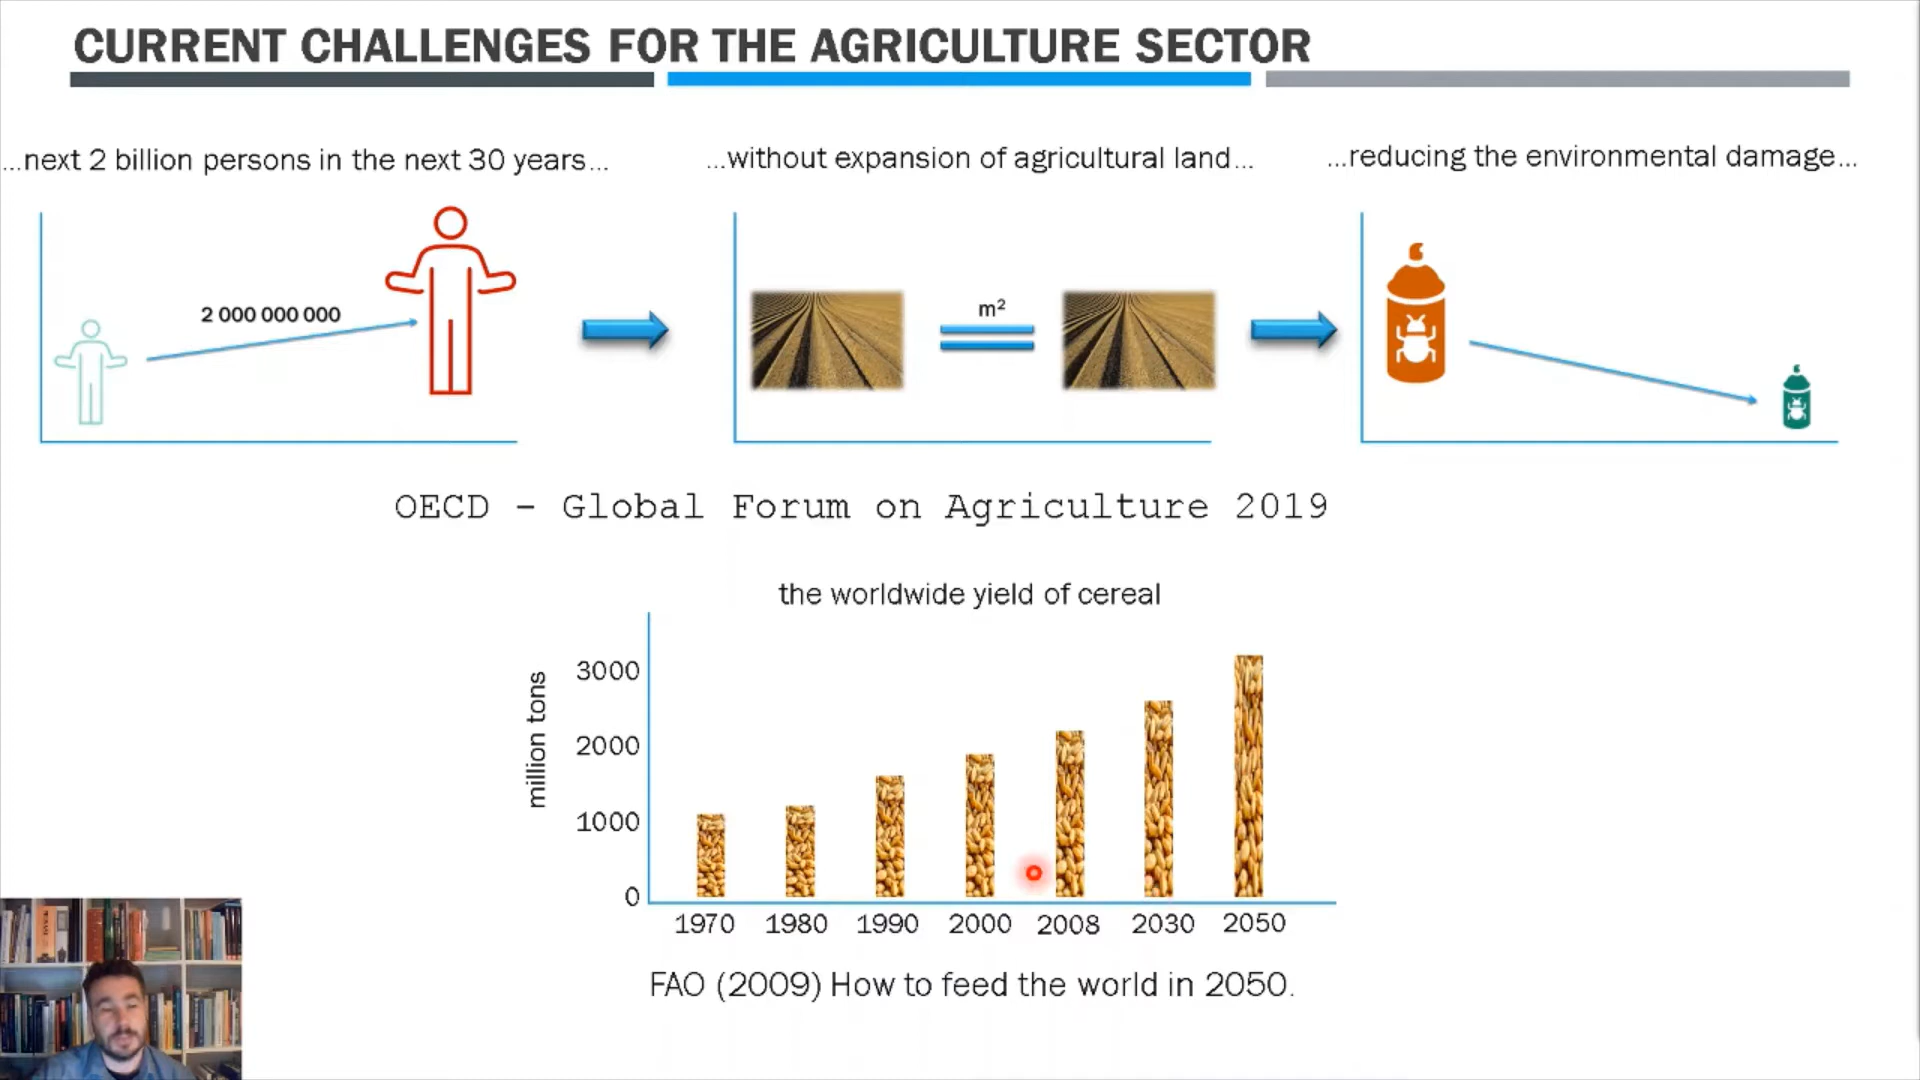 CURRENT CHALLENGES FOR THE AGRICULTURE SECTOR
...next 2 billion persons in the next 30 years...
...without expansion of agricultural land...
...reducing the environmental damage...
2 000 000 000
m²
OECD - Global Forum on Agriculture 2019
the worldwide yield of cereal
million tons
3000
2000
1000
0
1970 1980 1990 2000 2008 2030 2050
FAO (2009) How to feed the world in 2050.